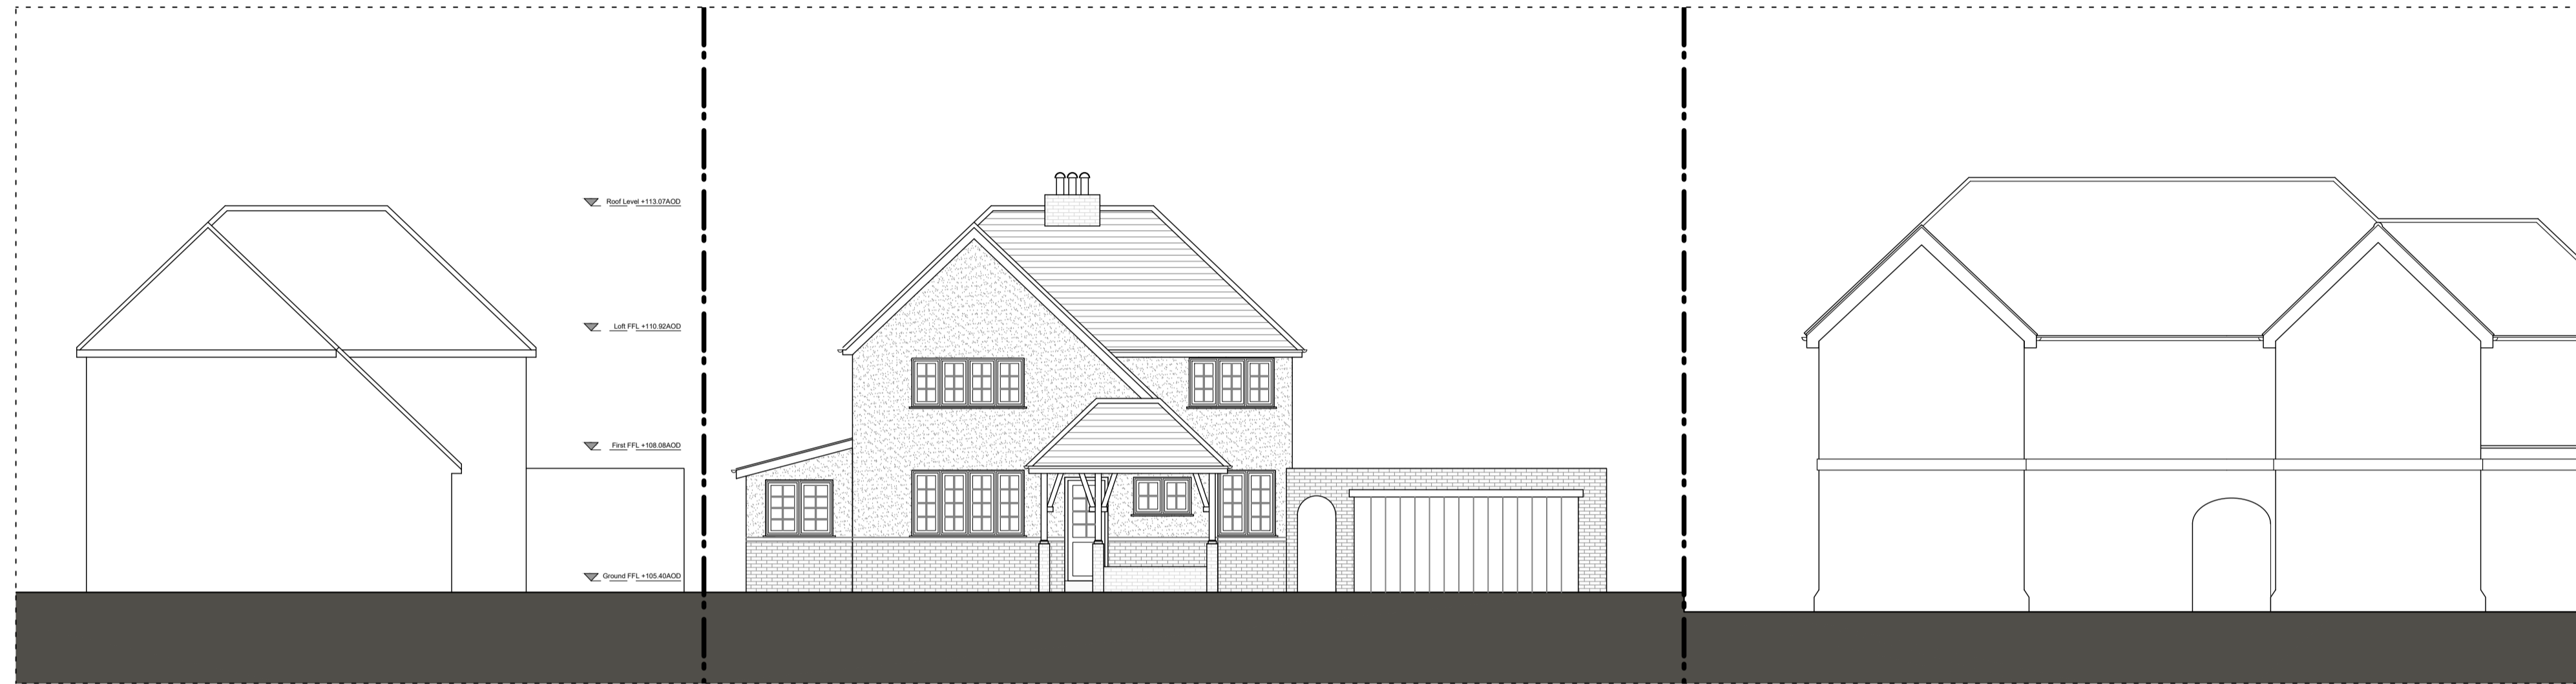 Roof Level +113.07AOD
Loft FFL +110.92AOD
First FFL +108.08AOD
Ground FFL +105.40AOD